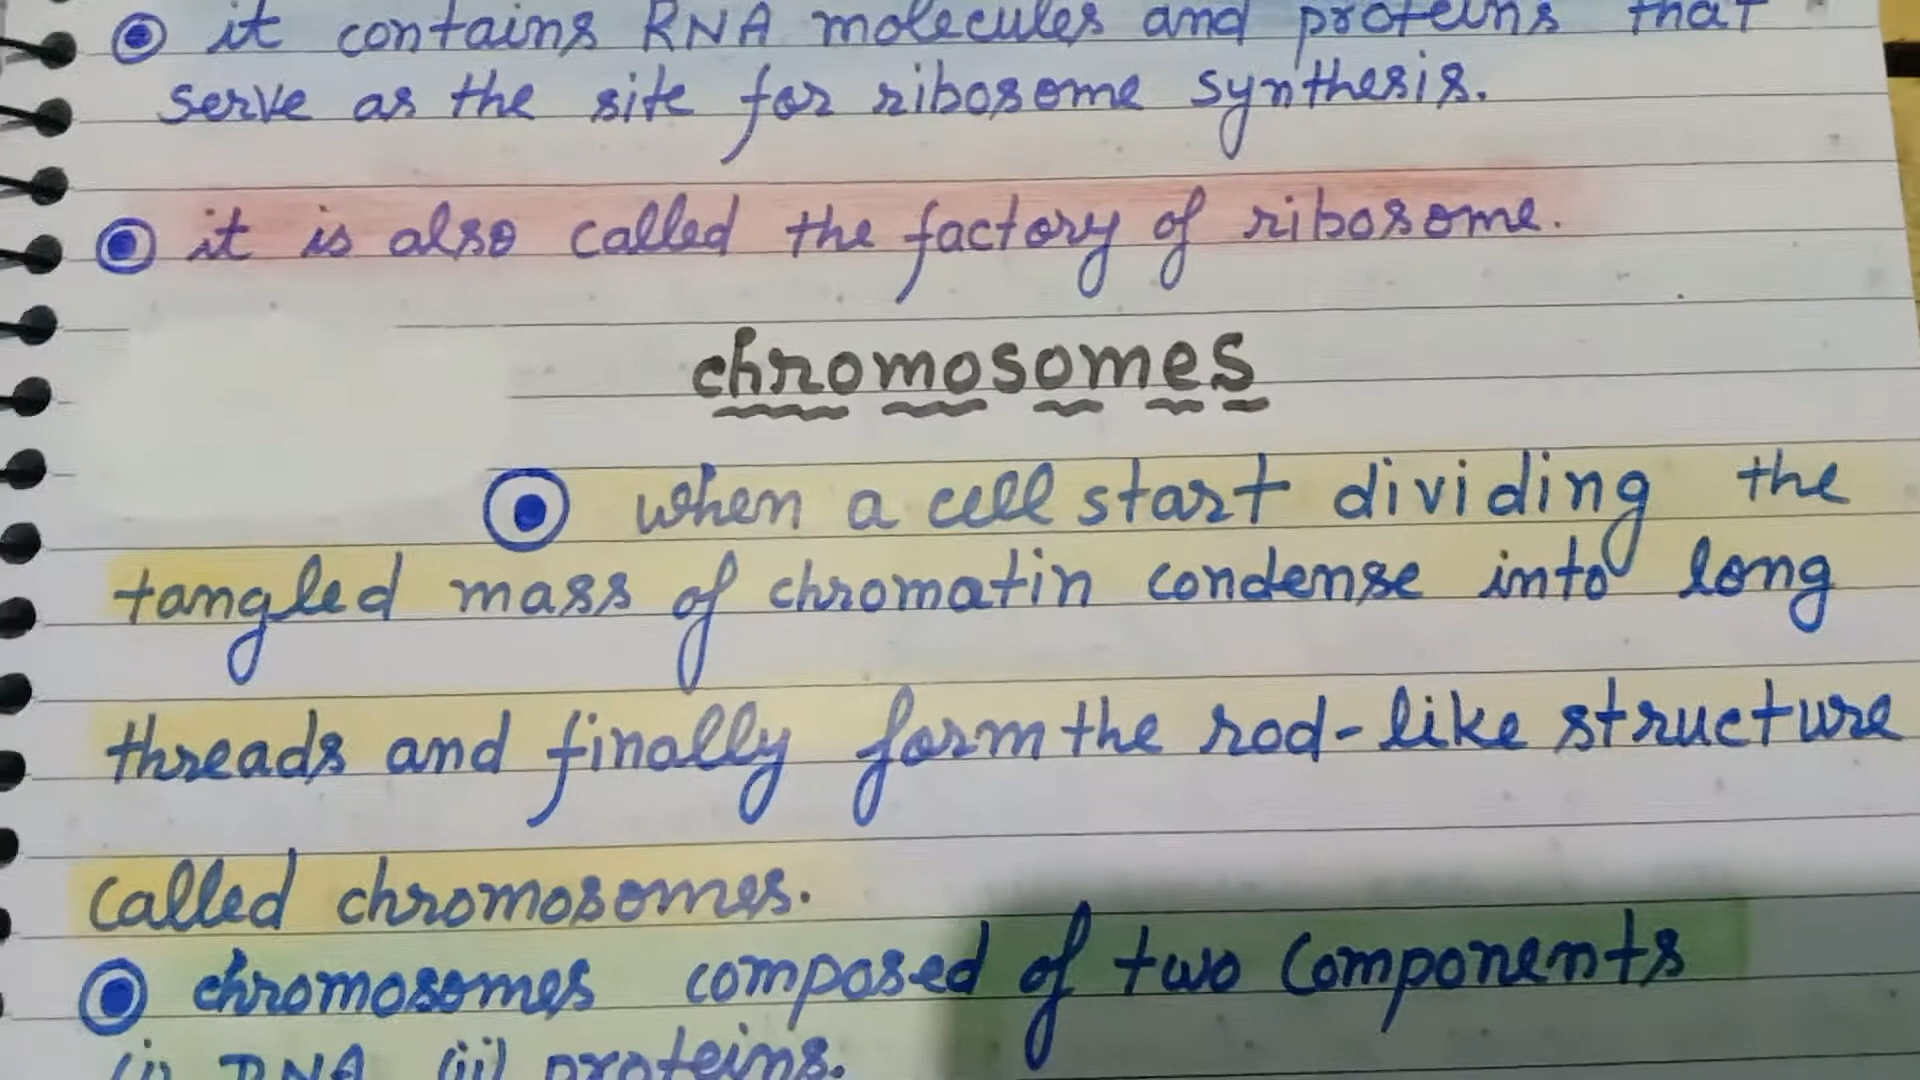 it contains RNA molecules and proteins that
serve as the site for ribosome synthesis.
it is also called the factory of ribosome.
chromosomes
when a cell start dividing the
tangled mass of chromatin condense into long
threads and finally form the rod-like structure
called chromosomes.
chromosomes composed of two components
(i) DNA (ii) proteins.